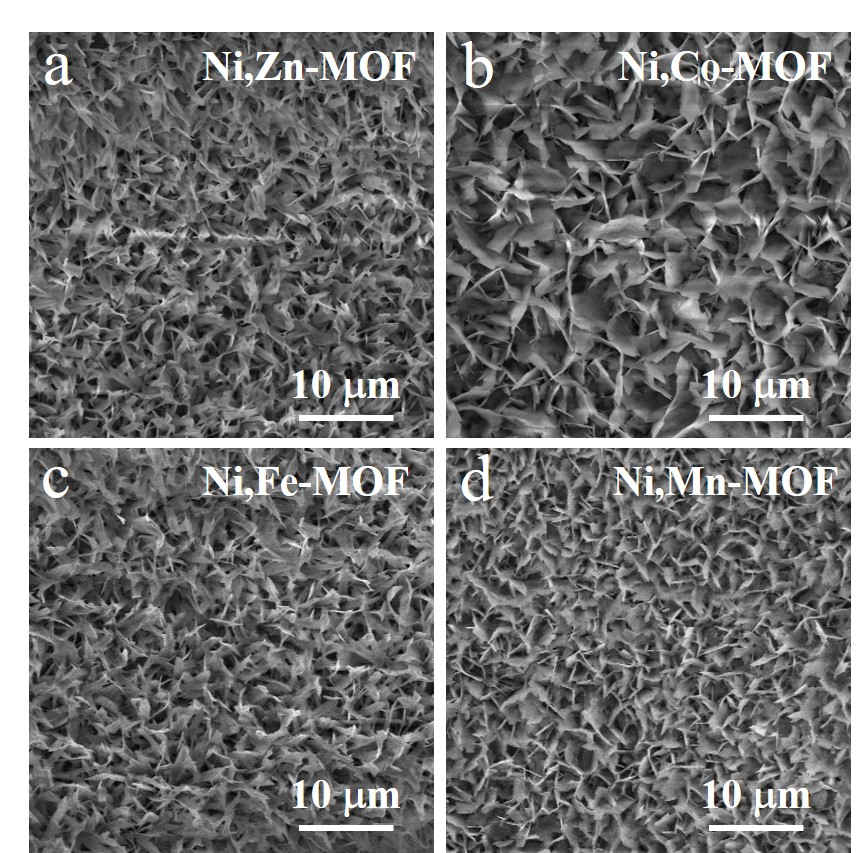 a Ni,Zn-MOF
10 μm
b Ni,Co-MOF
10 μm
c Ni,Fe-MOF
10 μm
d Ni,Mn-MOF
10 μm